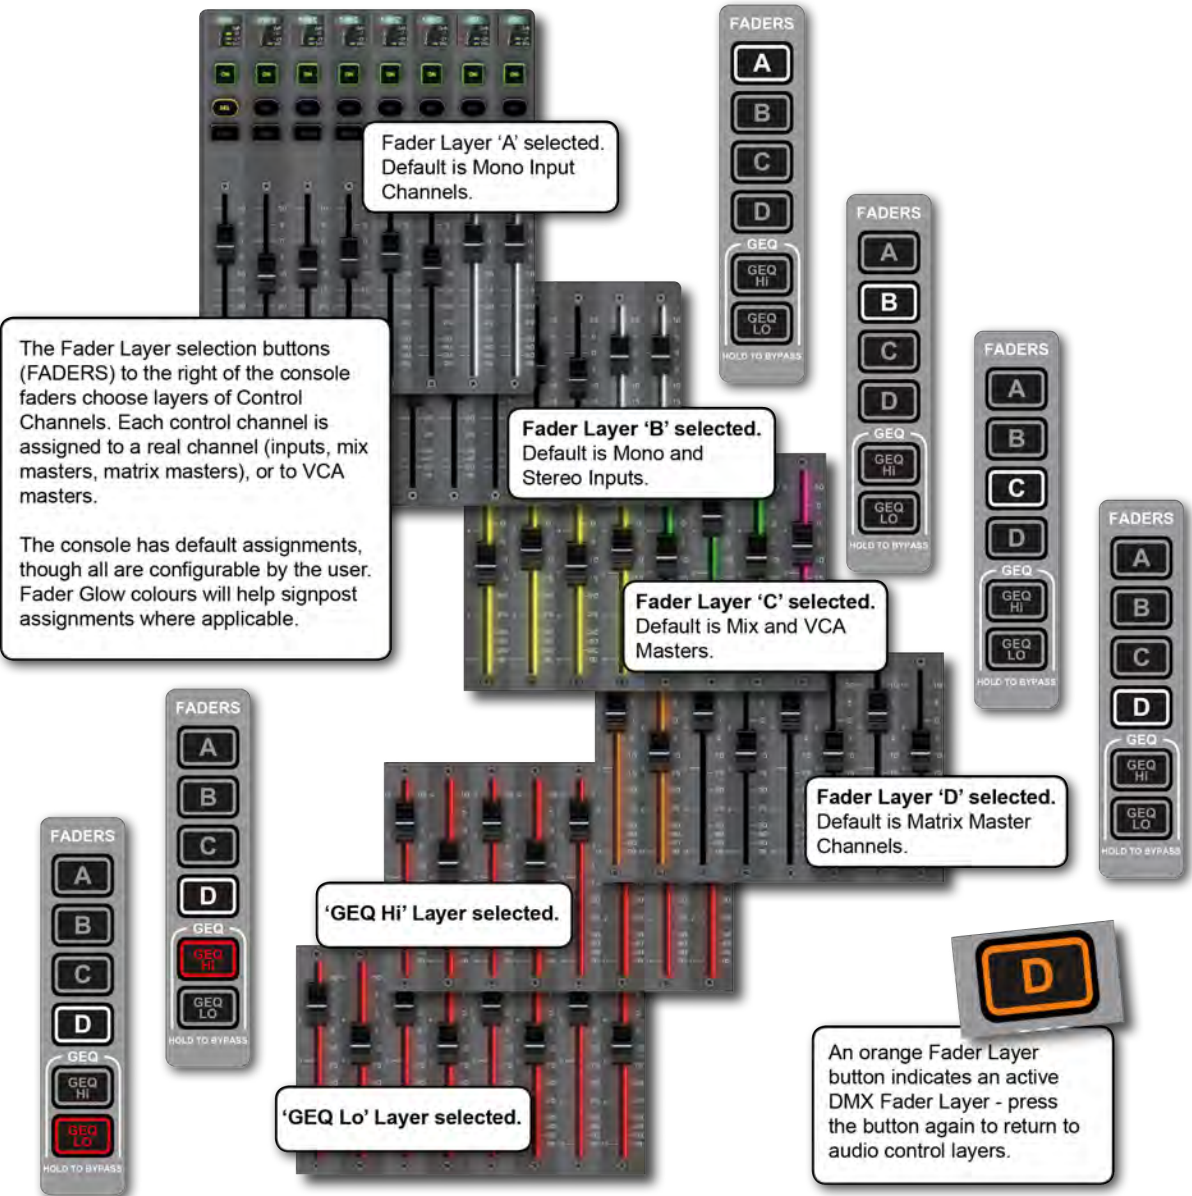 FADERS
A
B
C
D
GEQ
GEQ
Hi
GEQ
LO
HOLD TO BYPASS
Fader Layer ‘A’ selected.
Default is Mono Input
Channels.
FADERS
A
B
C
D
GEQ
GEQ
Hi
GEQ
LO
HOLD TO BYPASS
The Fader Layer selection buttons
(FADERS) to the right of the console
faders choose layers of Control
Channels. Each control channel is
assigned to a real channel (inputs, mix
masters, matrix masters), or to VCA
masters.
The console has default assignments,
though all are configurable by the user.
Fader Glow colours will help signpost
assignments where applicable.
Fader Layer ‘B’ selected.
Default is Mono and
Stereo Inputs.
FADERS
A
B
C
D
GEQ
GEQ
Hi
GEQ
LO
HOLD TO BYPASS
Fader Layer ‘C’ selected.
Default is Mix and VCA
Masters.
FADERS
A
B
C
D
GEQ
GEQ
Hi
GEQ
LO
HOLD TO BYPASS
Fader Layer ‘D’ selected.
Default is Matrix Master
Channels.
FADERS
A
B
C
D
GEQ
GEQ
Hi
GEQ
LO
HOLD TO BYPASS
‘GEQ Hi’ Layer selected.
FADERS
A
B
C
D
GEQ
GEQ
Hi
GEQ
LO
HOLD TO BYPASS
‘GEQ Lo’ Layer selected.
D
An orange Fader Layer
button indicates an active
DMX Fader Layer - press
the button again to return to
audio control layers.